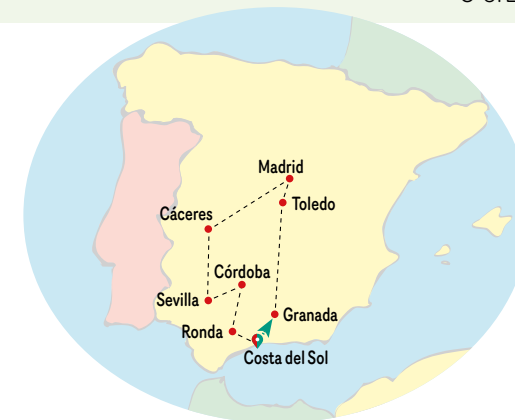 Madrid
Toledo
Cáceres
Córdoba
Sevilla
Granada
Ronda
Costa del Sol